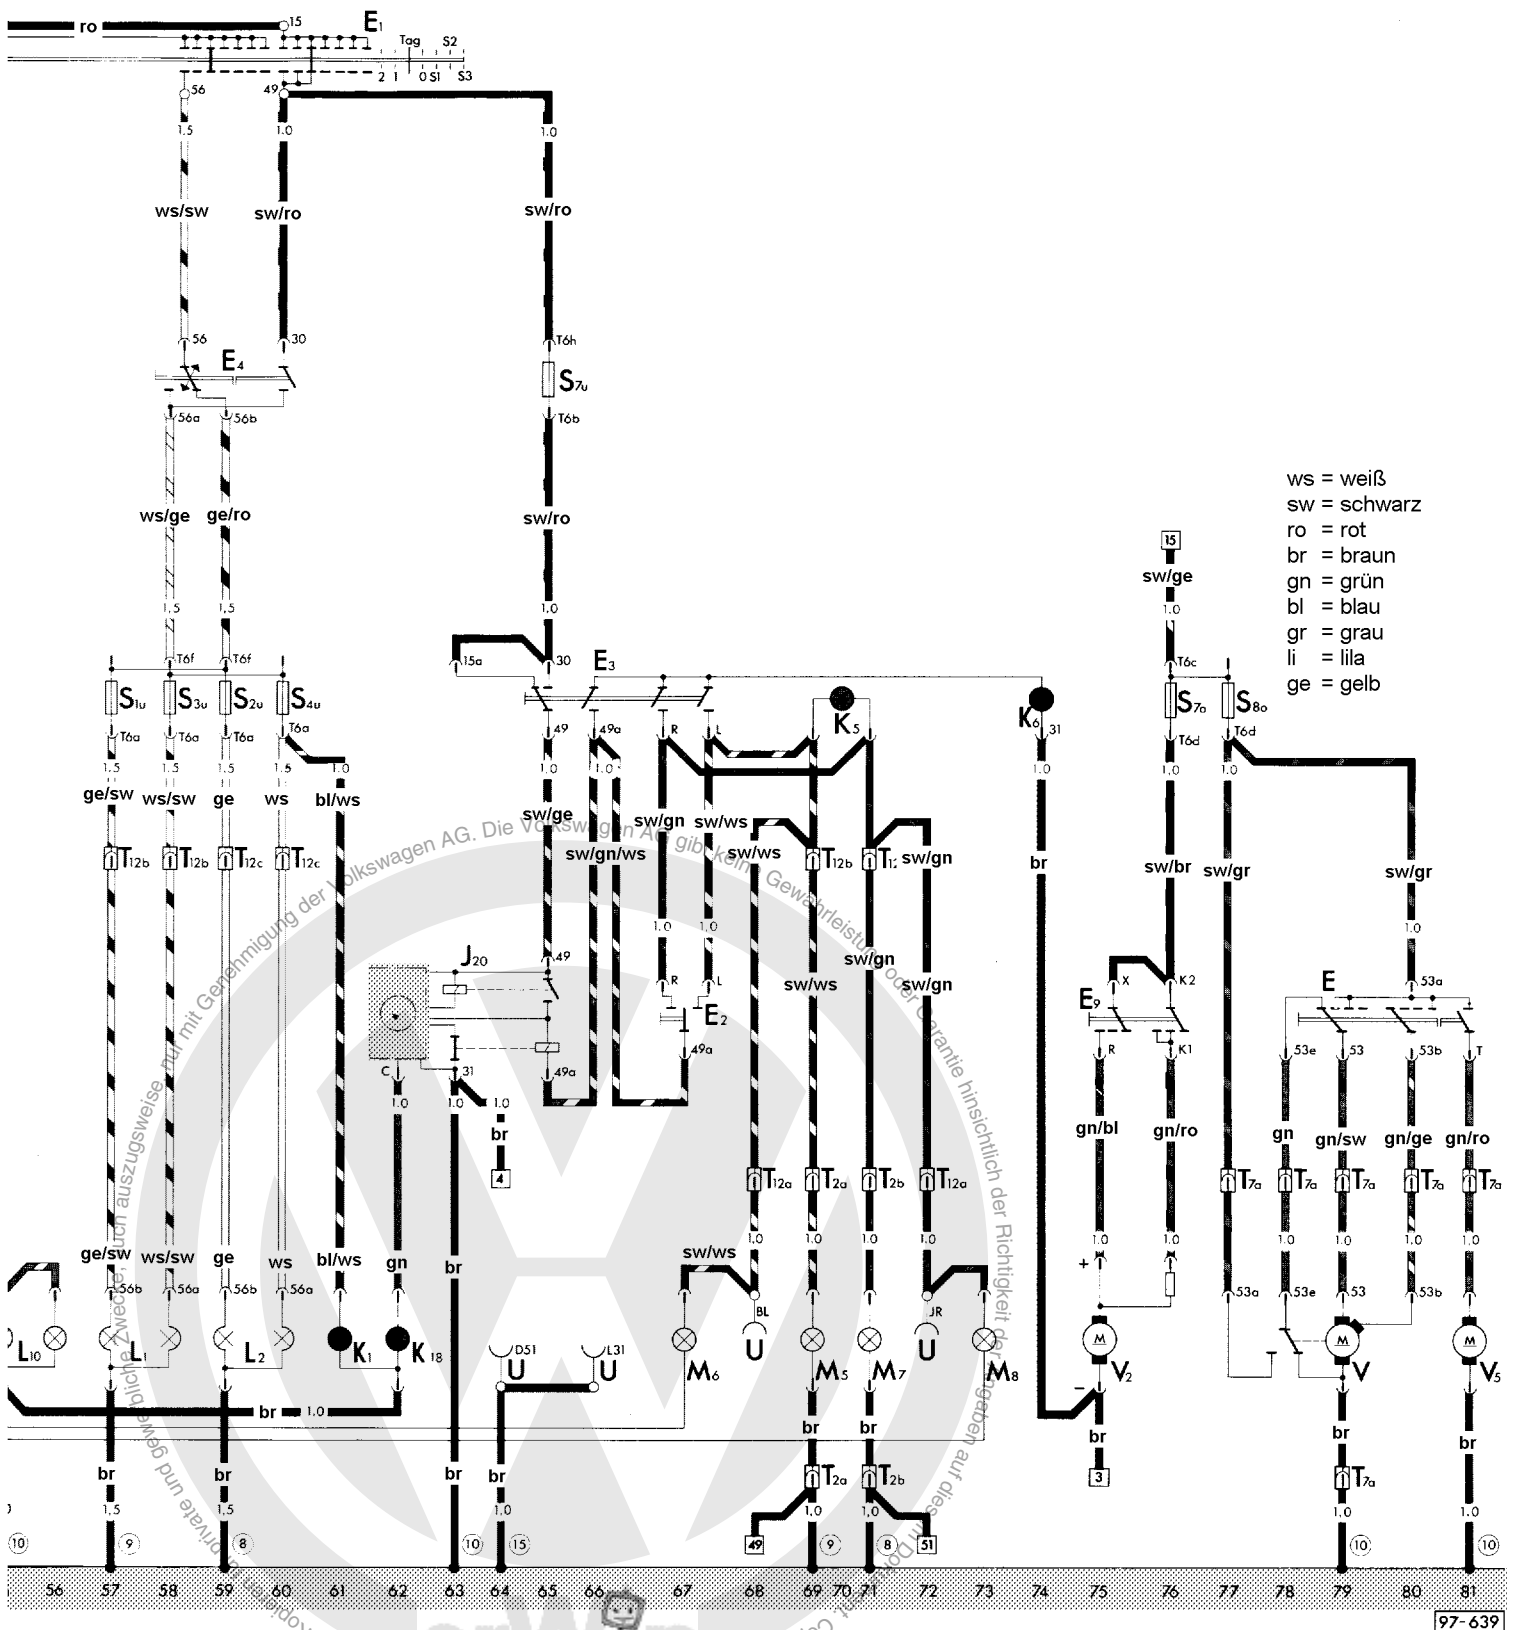 ro
15
E1
Tag
S2
2 1 0 S1 S3
56
49
1.5
1.0
1.0
ws/sw
sw/ro
sw/ro
56
30
T6h
E4
S7u
56a
56b
T6b
ws/ge
ge/ro
sw/ro
ws = weiß
sw = schwarz
ro = rot
br = braun
gn = grün
bl = blau
gr = grau
li = lila
ge = gelb
15
sw/ge
1.5
1.5
1.0
1.0
T6f
T6f
15a
30
E3
T6c
S1u
S3u
S2u
S4u
K5
K6
S7a
S8a
T6a
T6a
T6a
T6a
49
49a
R
L
31
T6d
T6d
1.5
1.5
1.5
1.5
1.0
1.0
1.0
1.0
1.0
1.0
ge/sw
ws/sw
ge
ws
bl/ws
sw/ge
sw/gn
sw/ws
sw/gn/ws
sw/ws
sw/gn
br
sw/br
sw/gr
sw/gr
T12b
T12b
T12c
T12c
T12b
T12
1.0
1.0
1.0
J20
49
R
L
sw/ws
sw/gn
sw/gn
X
K2
53a
E2
E9
E
49a
R
K1
53e
53
53b
T
C
31
49a
1.0
1.0
1.0
br
4
gn/bl
gn/ro
gn
gn/sw
gn/ge
gn/ro
T12a
T2a
T2b
T12a
T7a
T7a
T7a
T7a
T7a
1.0
1.0
1.0
1.0
1.0
1.0
1.0
1.0
1.0
1.0
1.0
ge/sw
ws/sw
ge
ws
bl/ws
gn
br
sw/ws
+
56b
56a
56b
56a
BL
JR
53a
53e
53
53b
L10
L1
L2
K1
K18
D51
U
L31
U
M6
U
M5
M7
U
M8
M
V2
M
V
M
V5
br
1.0
–
br
br
br
br
br
br
br
br
br
br
T2a
T2b
3
T7a
1.5
1.5
1.0
1.0
1.0
1.0
1.0
10
9
8
10
15
49
9
8
51
10
10
56 57 58 59 60 61 62 63 64 65 66 67 68 69 70 71 72 73 74 75 76 77 78 79 80 81
97-639